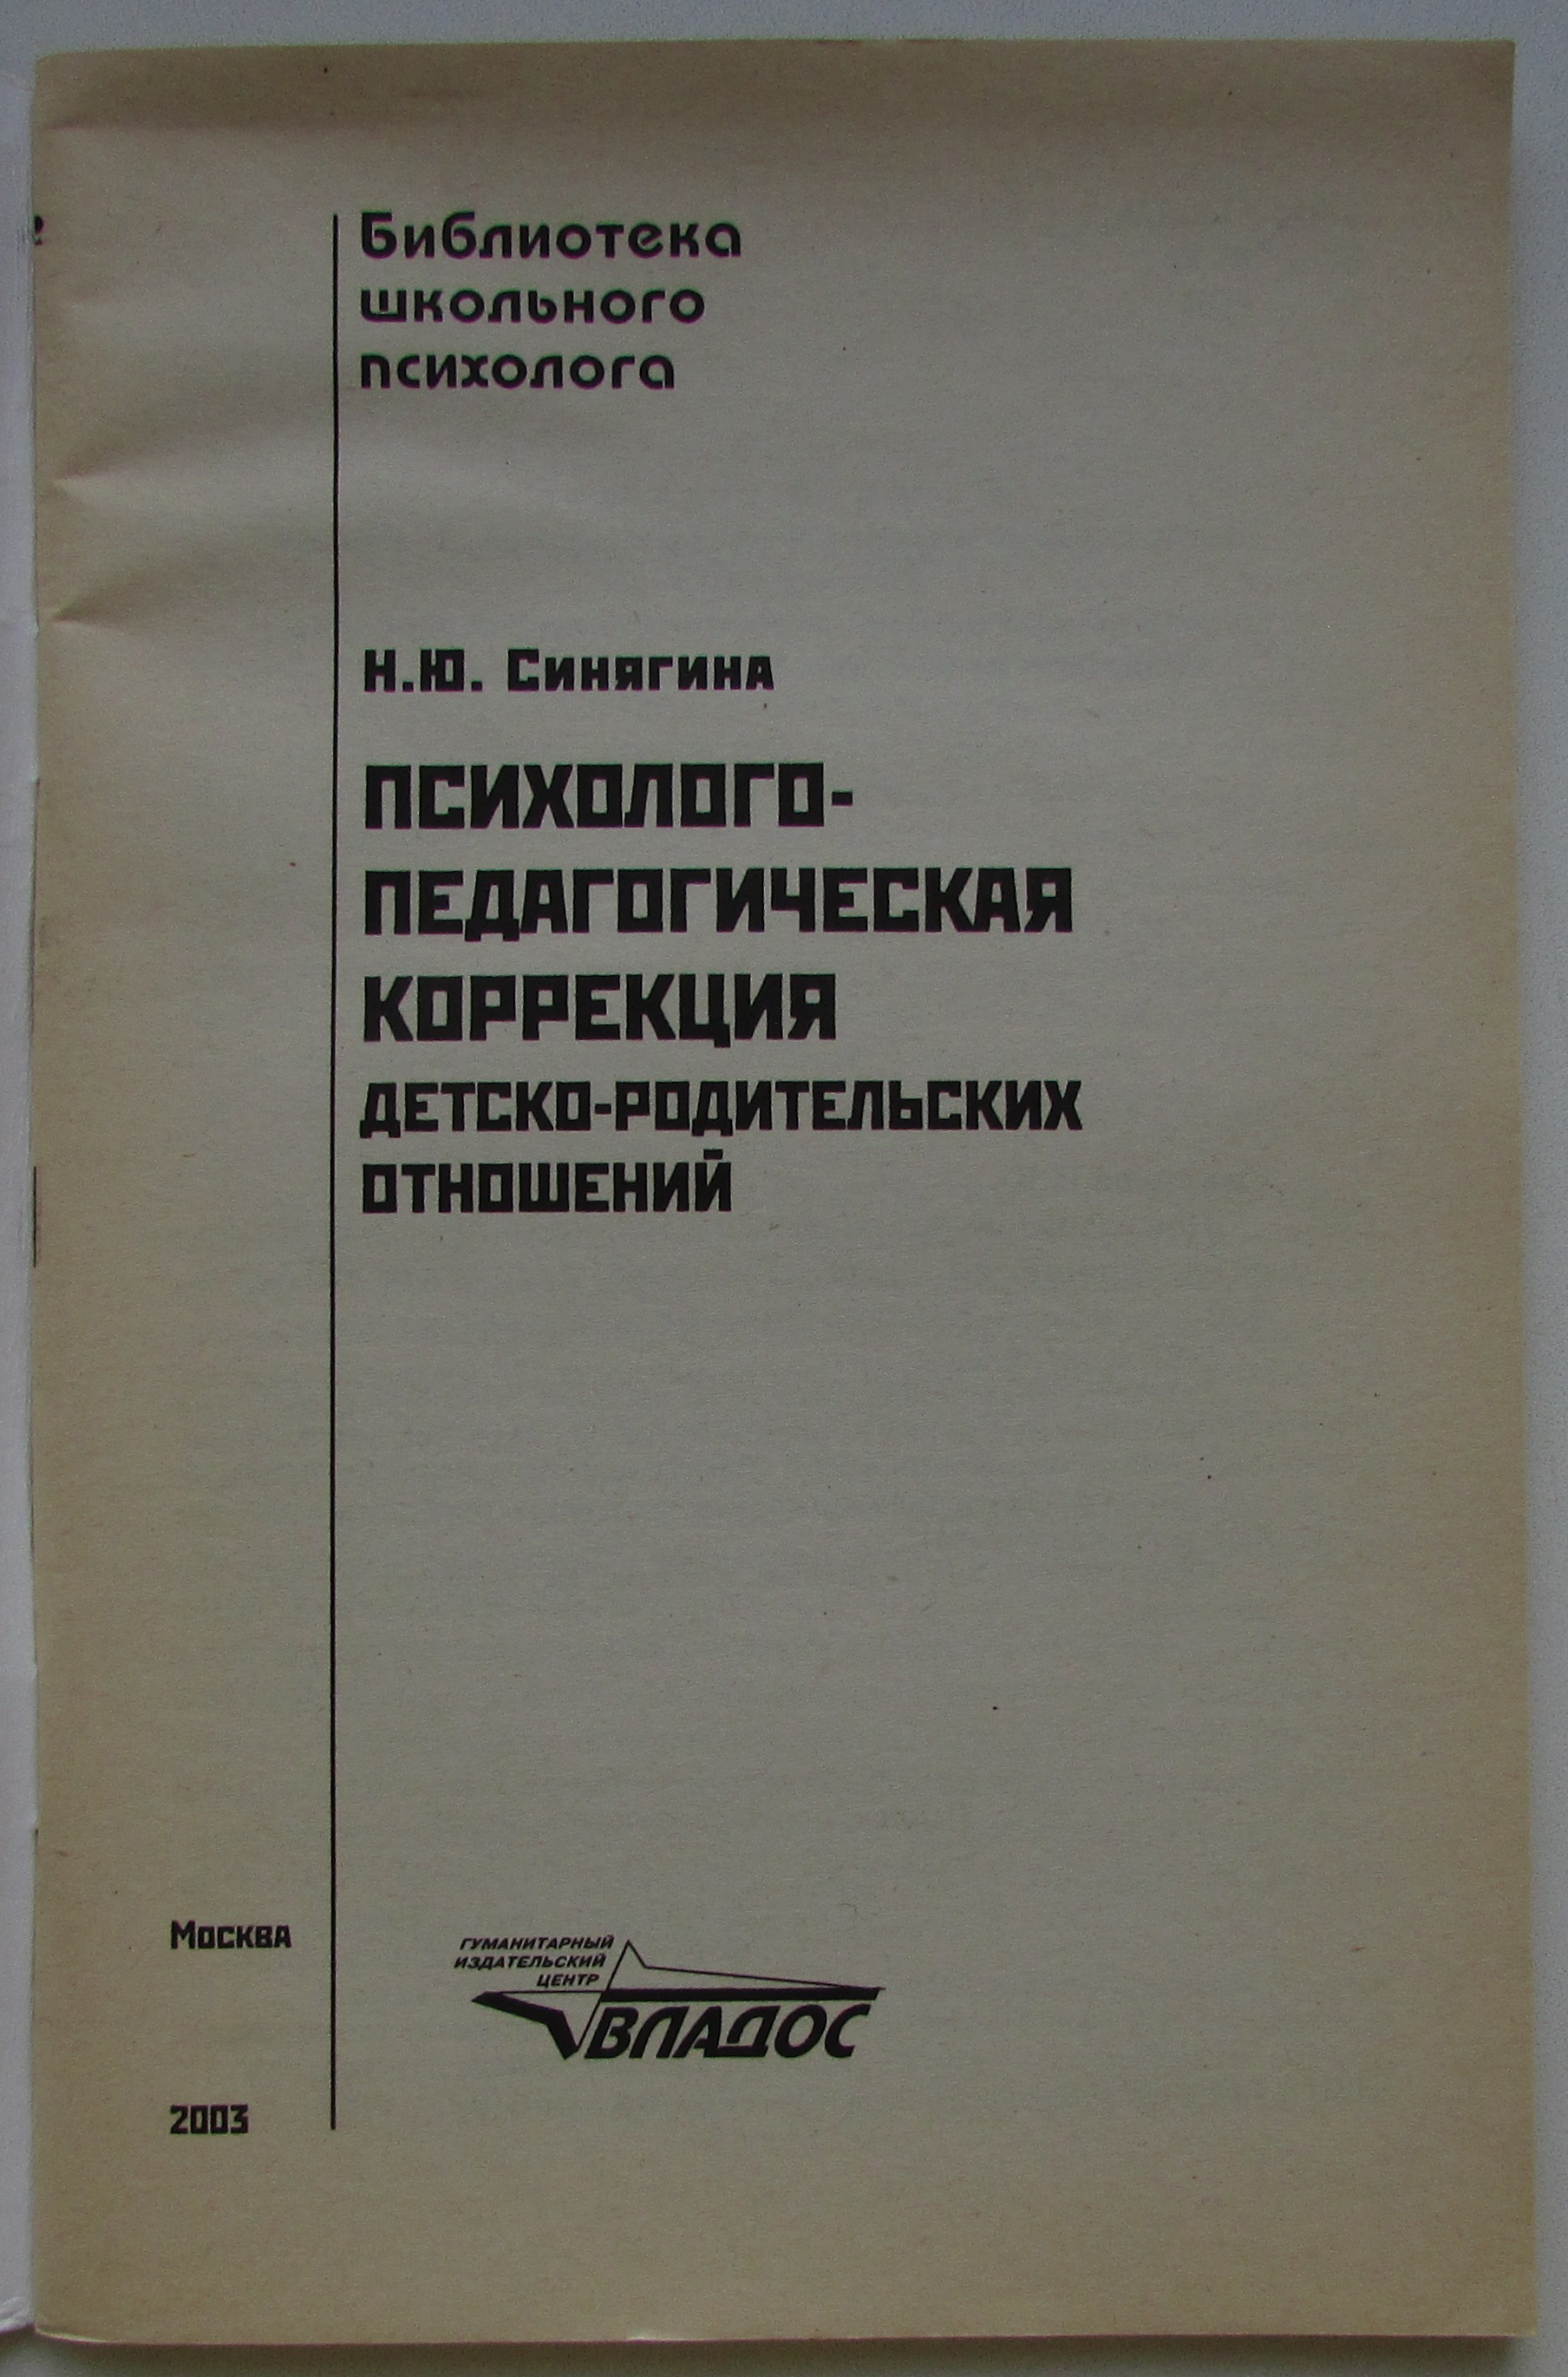 Библиотека
школьного
психолога
Н.Ю. Синягина
ПСИХОЛОГО-
ПЕДАГОГИЧЕСКАЯ
КОРРЕКЦИЯ
ДЕТСКО-РОДИТЕЛЬСКИХ
ОТНОШЕНИЙ
Москва
ГУМАНИТАРНЫЙ
ИЗДАТЕЛЬСКИЙ
ЦЕНТР
ВЛАДОС
2003